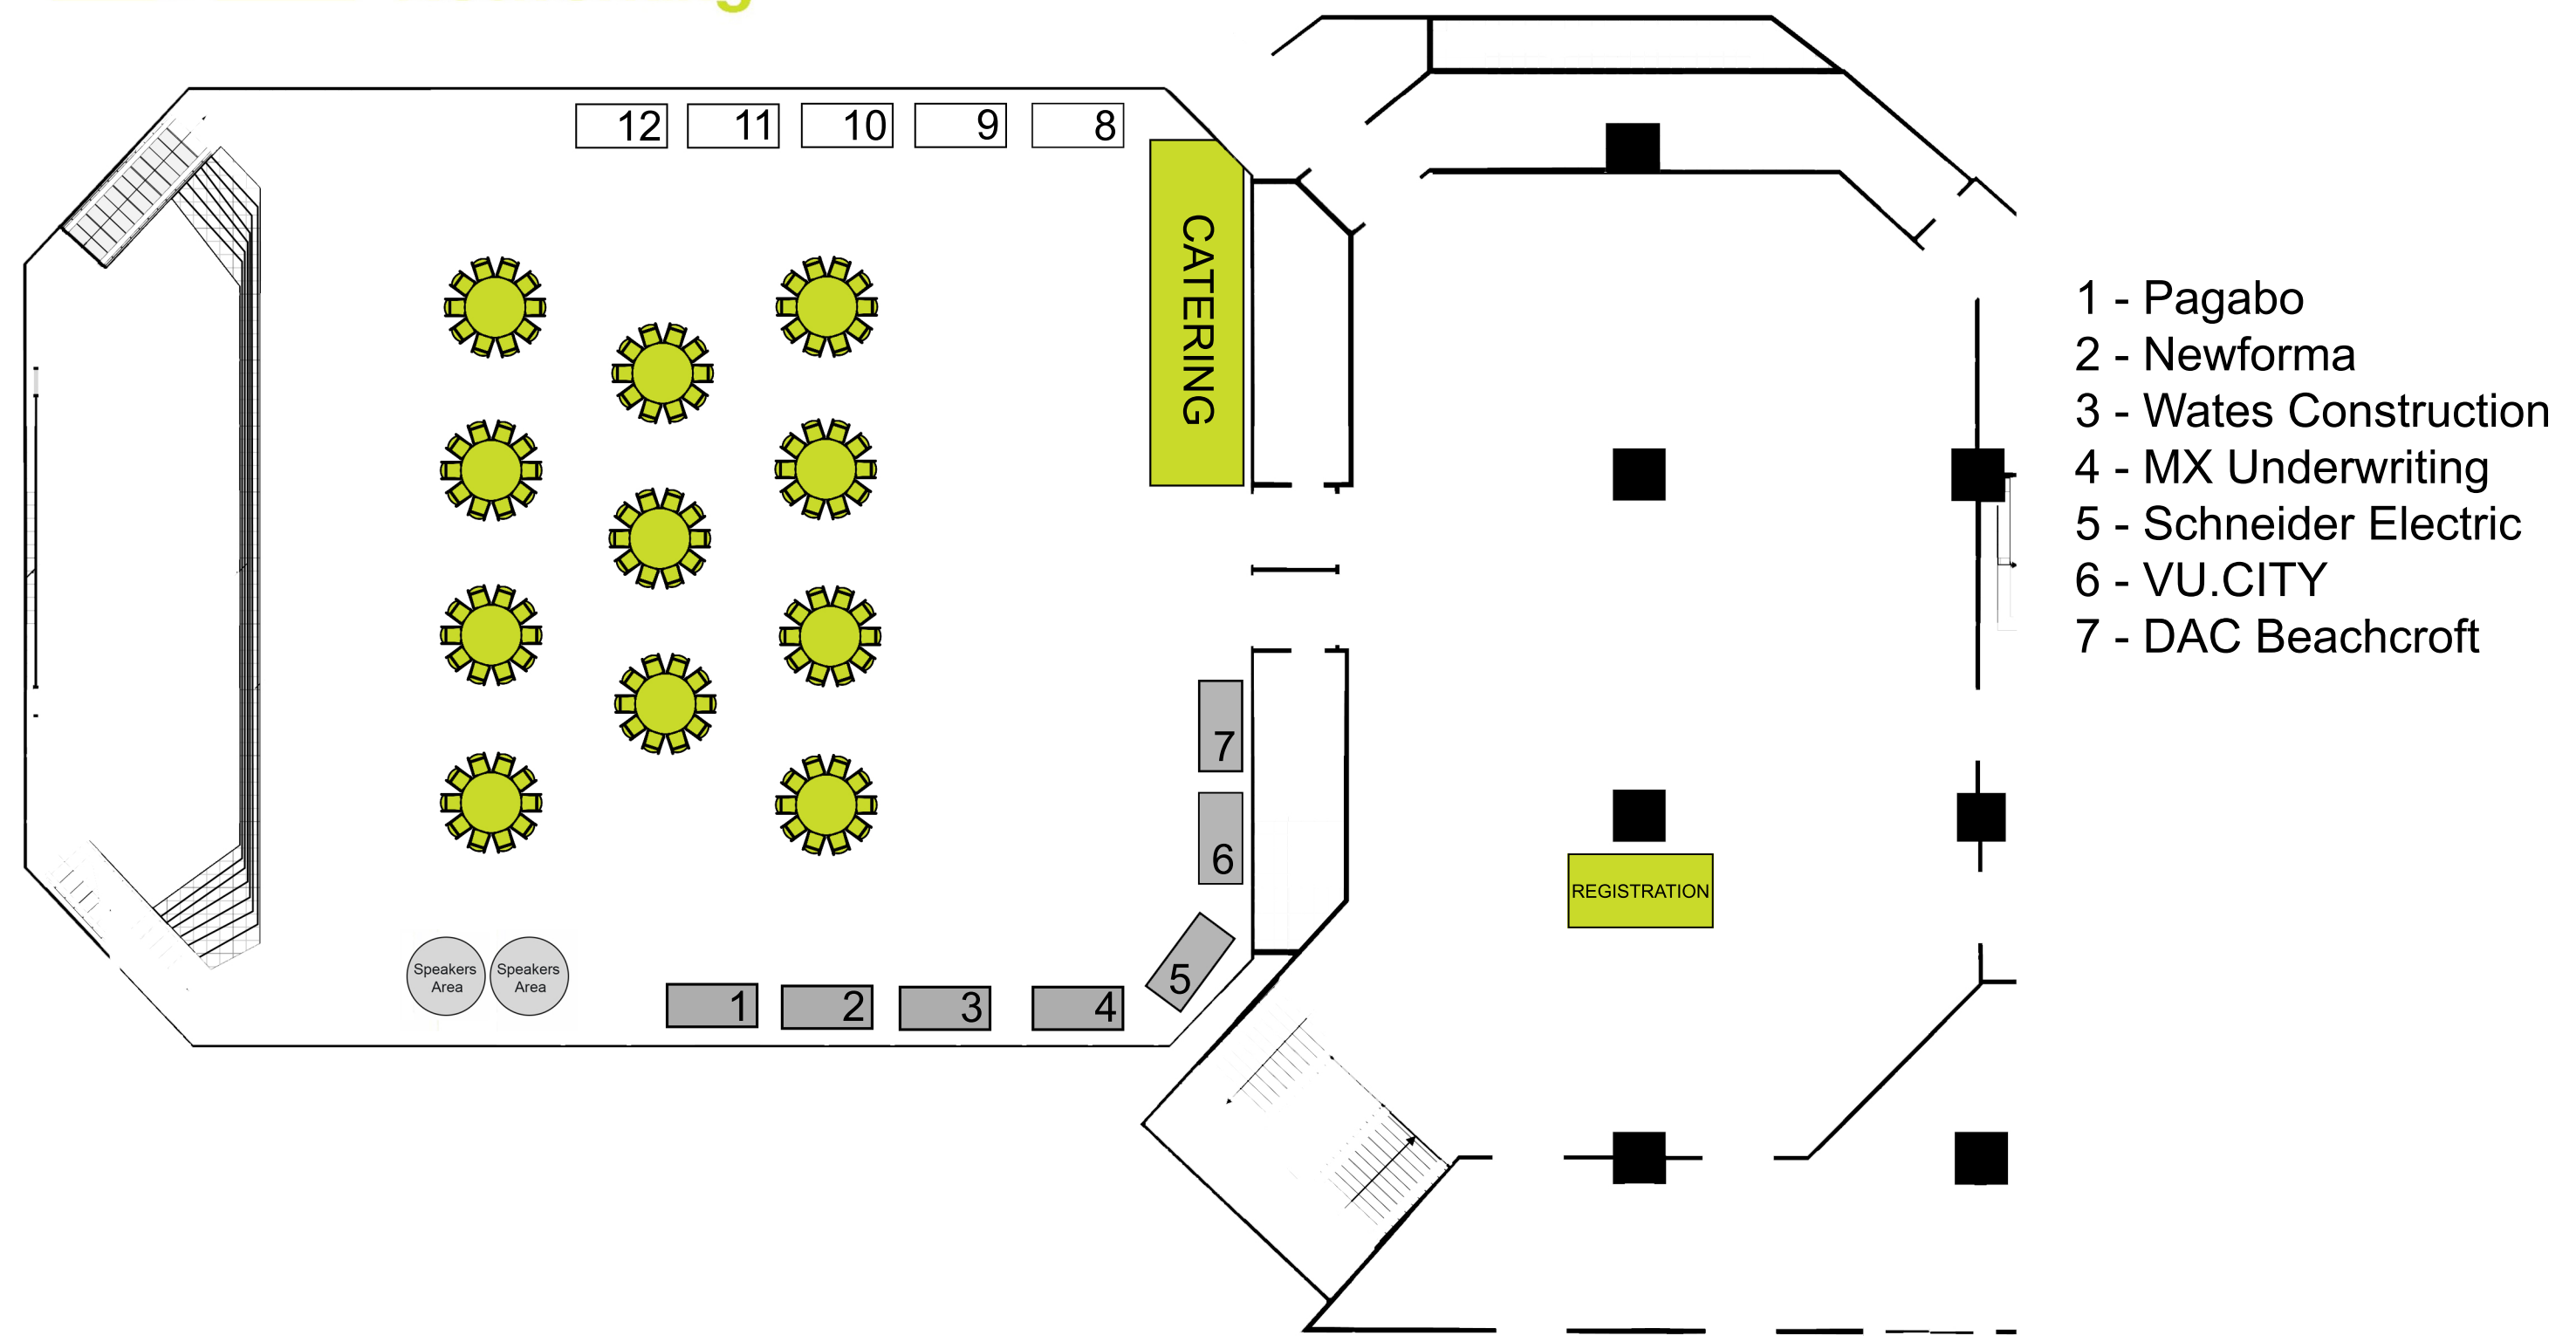 12
11
10
9
8
CATERING
7
6
5
Speakers
Area
Speakers
Area
1
2
3
4
REGISTRATION
1 - Pagabo
2 - Newforma
3 - Wates Construction
4 - MX Underwriting
5 - Schneider Electric
6 - VU.CITY
7 - DAC Beachcroft